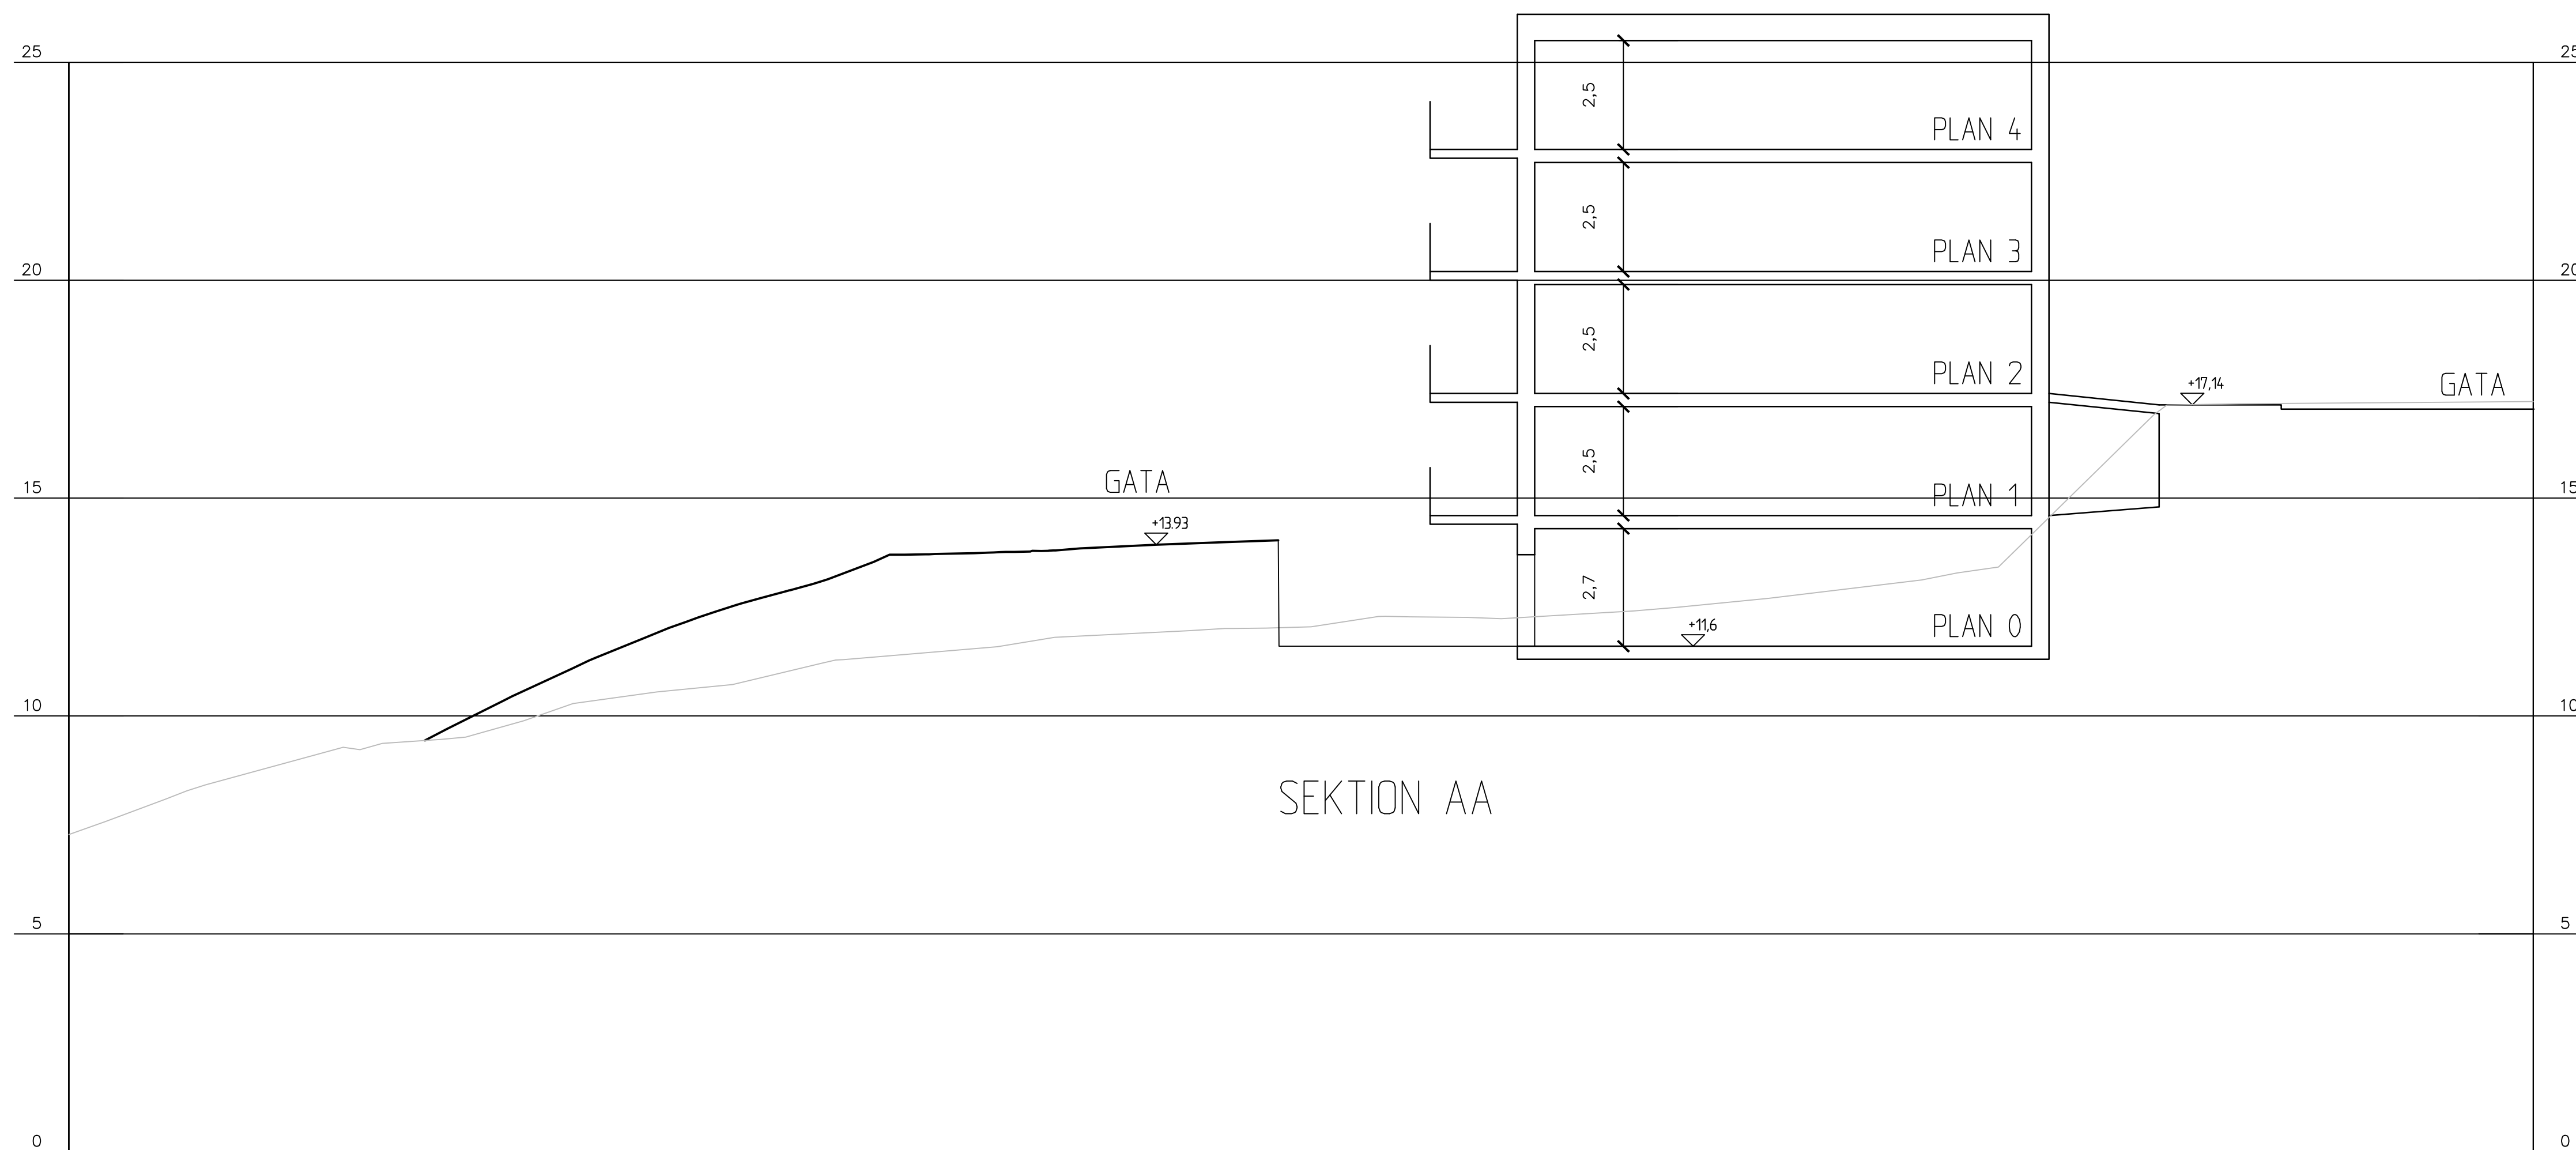 25 25
2,5
PLAN 4
2,5
PLAN 3
20 20
2,5
PLAN 2
+17,14
GATA
2,5
GATA
15 PLAN 1 15
+13.93
2,7
PLAN 0
+11,6
10 10
SEKTION AA
5 5
0 0